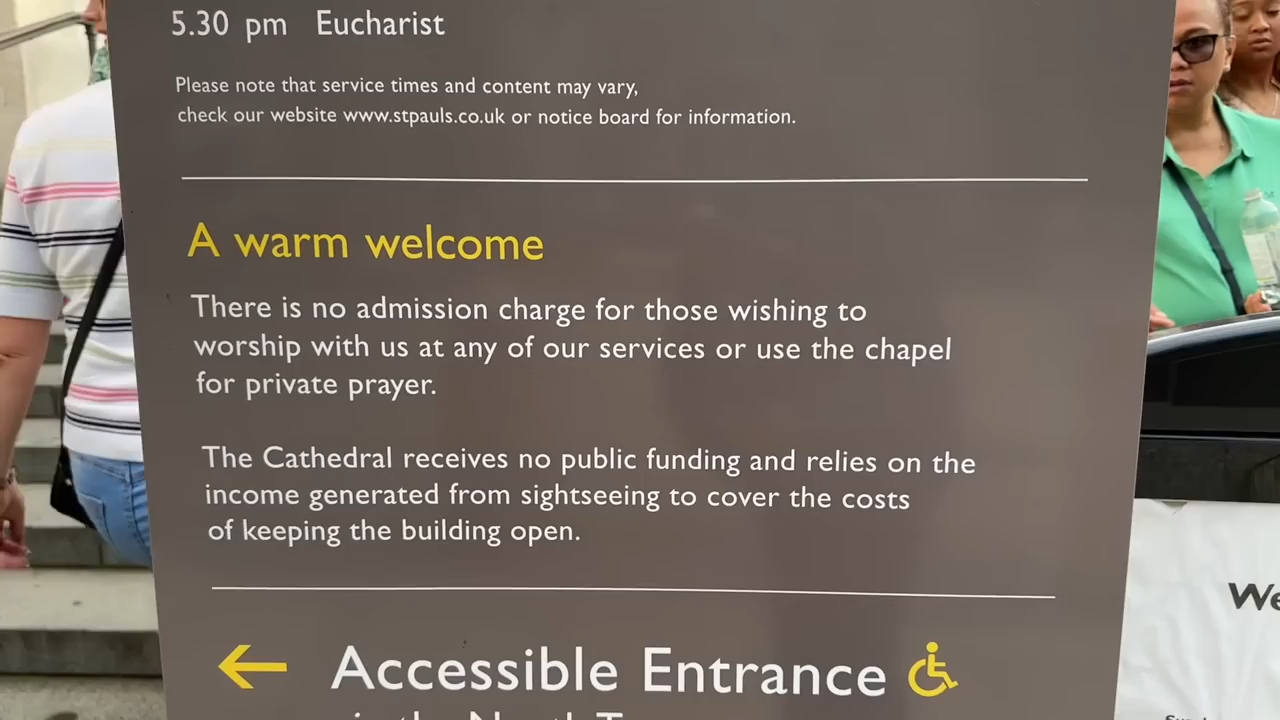 5.30 pm Eucharist
Please note that service times and content may vary,
check our website www.stpauls.co.uk or notice board for information.
A warm welcome
There is no admission charge for those wishing to
worship with us at any of our services or use the chapel
for private prayer.
The Cathedral receives no public funding and relies on the
income generated from sightseeing to cover the costs
of keeping the building open.
Accessible Entrance
in the North